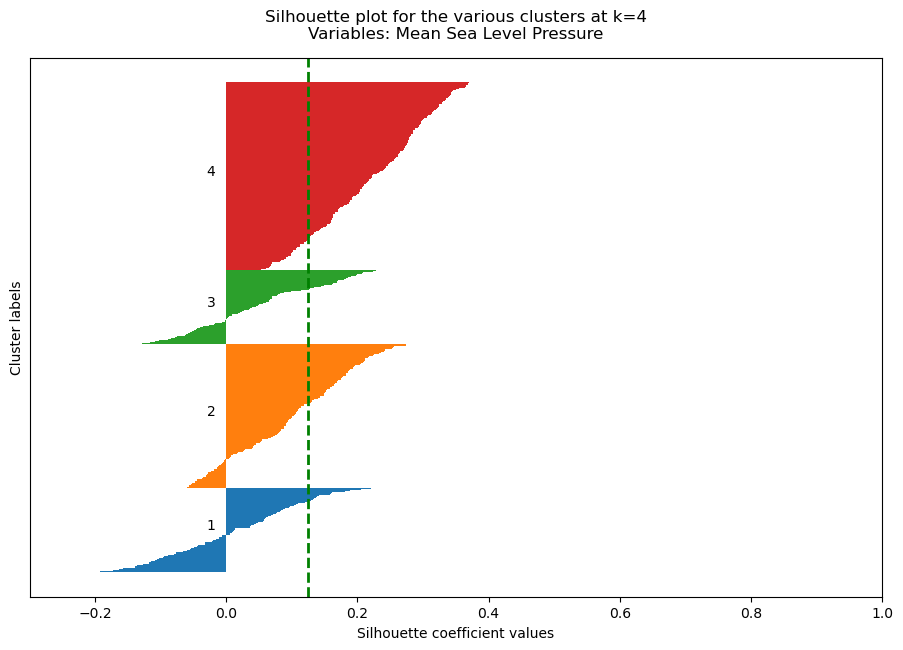 Silhouette plot for the various clusters at k=4
Variables: Mean Sea Level Pressure
4
3
2
1
Cluster labels
−0.2 0.0 0.2 0.4 0.6 0.8 1.0
Silhouette coefficient values